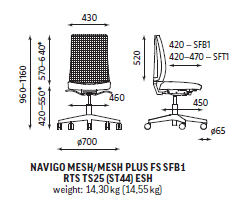 430
960–1160
570–640*
420–550*
460
ø700
520
420 – SFB1
420–470 – SFT1
450
ø65
NAVIGO MESH/MESH PLUS FS SFB1
RTS TS25 (ST44) ESH
weight: 14,30 kg (14,55 kg)